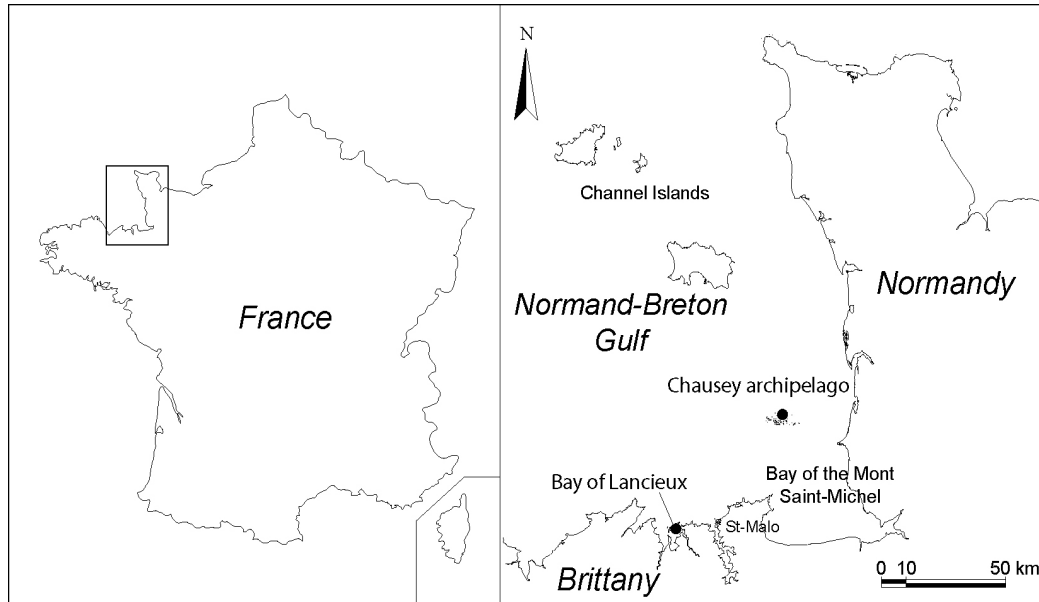 France
N
Channel Islands
Normand-Breton
Gulf
Normandy
Chausey archipelago
Bay of the Mont
Saint-Michel
Bay of Lancieux
St-Malo
Brittany
0 10 50 km